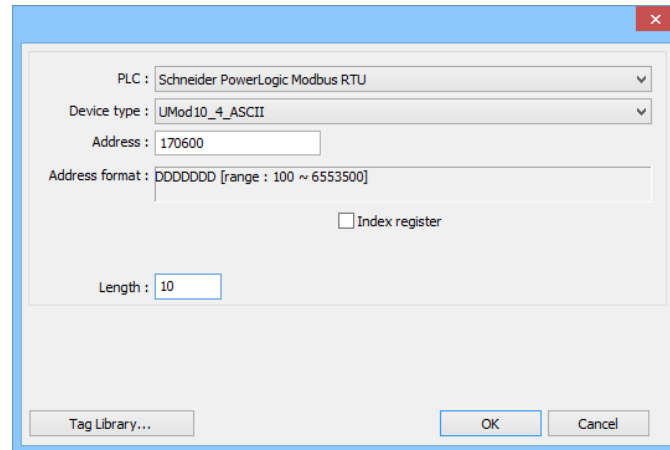 PLC : Schneider PowerLogic Modbus RTU
Device type : UMod10_4_ASCII
Address : 170600
Address format : DDDDDDD [range : 100 ~ 6553500]
Index register
Length : 10
Tag Library... OK Cancel